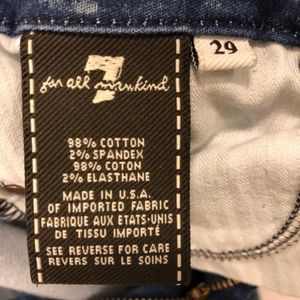 29
7
for all mankind
98% COTTON
2% SPANDEX
98% COTON
2% ELASTHANE
MADE IN U.S.A.
OF IMPORTED FABRIC
FABRIQUE AUX ETATS-UNIS
DE TISSU IMPORTÉ
SEE REVERSE FOR CARE
REVERS SUR LE SOINS